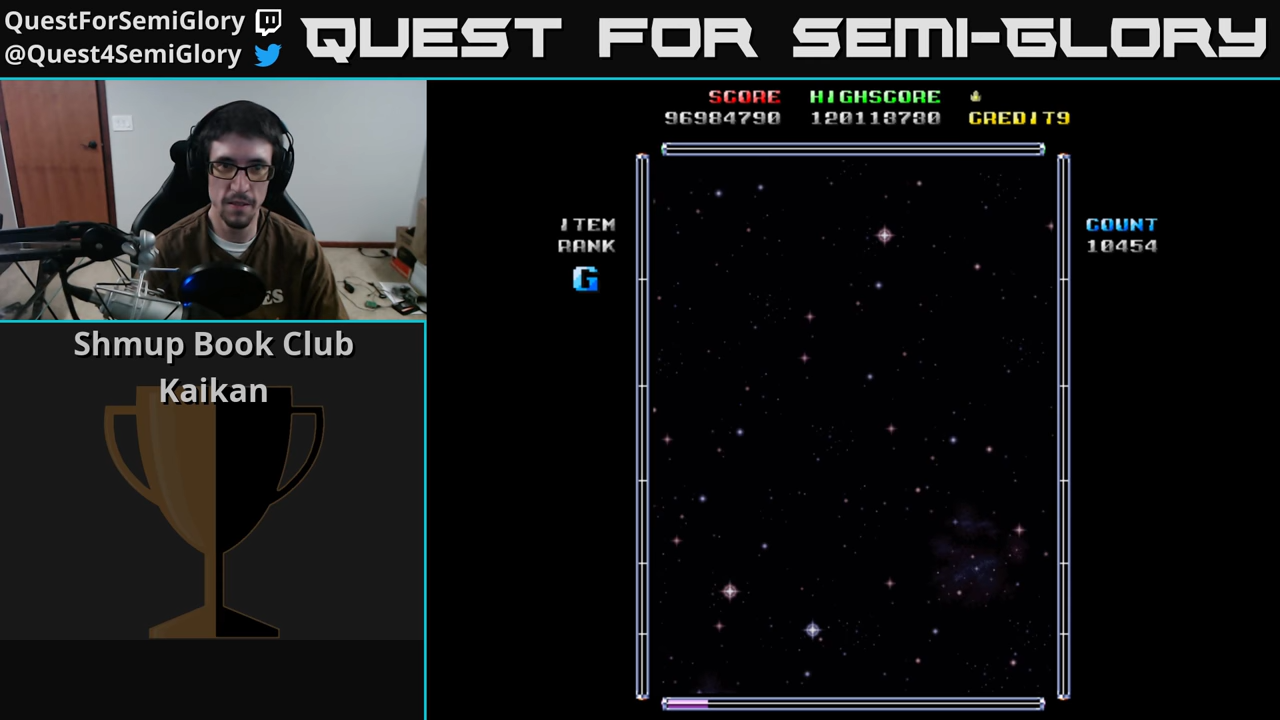 QuestForSemiGlory
@Quest4SemiGlory
QUEST FOR SEMI-GLORY
SCORE HIGHSCORE
96984790 120118780 CREDIT9
ITEM
RANK
G
COUNT
10454
Shmup Book Club
Kaikan